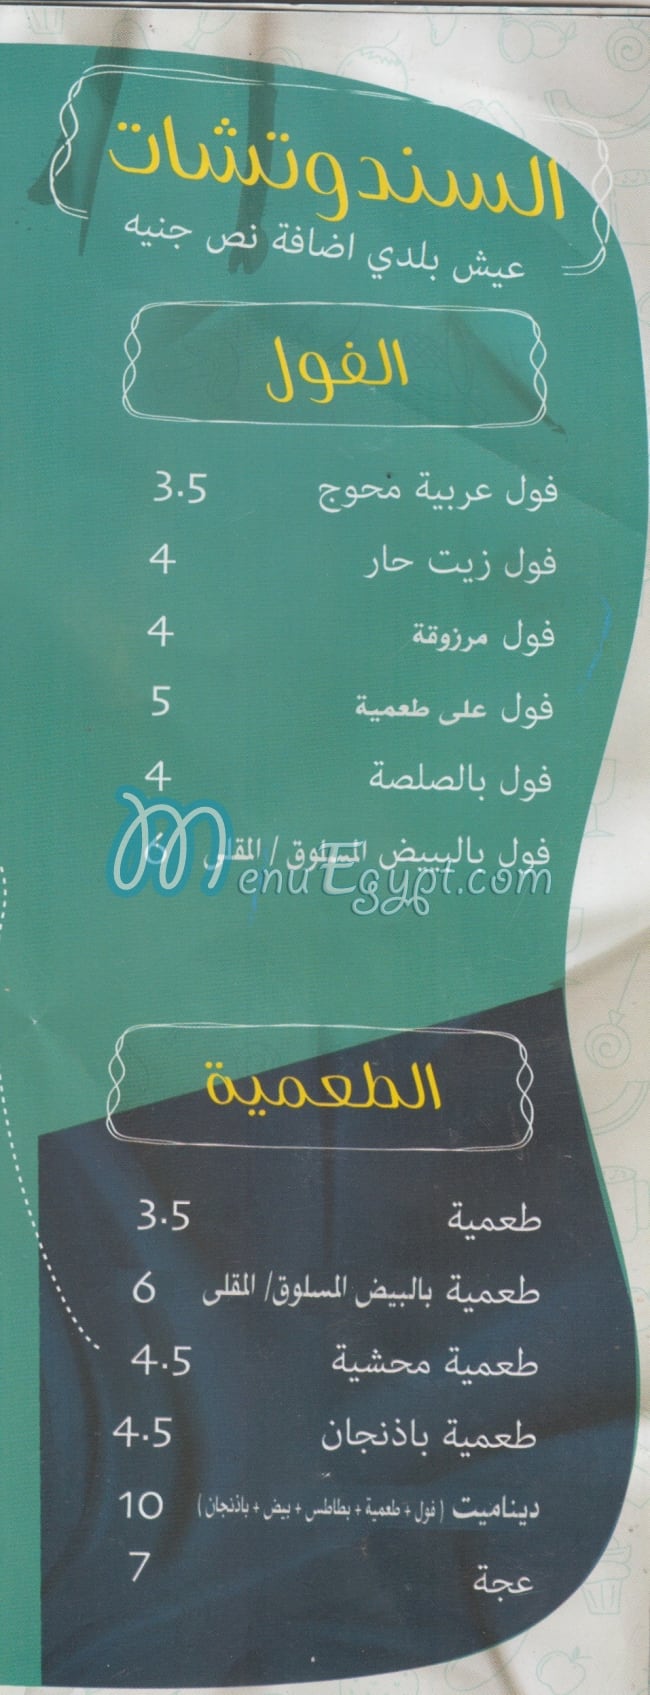 السندوتشات
عيش بلدي اضافة نص جنيه
الفول
فول عربية محوج 3.5
فول زيت حار 4
فول مرزوقة 4
فول على طعمية 5
فول بالصلصة 4
فول بالبيض المسلوق / المقلى 6
MenuEgypt.com
الطعمية
طعمية 3.5
طعمية بالبيض المسلوق/ المقلى 6
طعمية محشية 4.5
طعمية باذنجان 4.5
ديناميت ( فول + طعمية + بطاطس + بيض + باذنجان ) 10
عجة 7